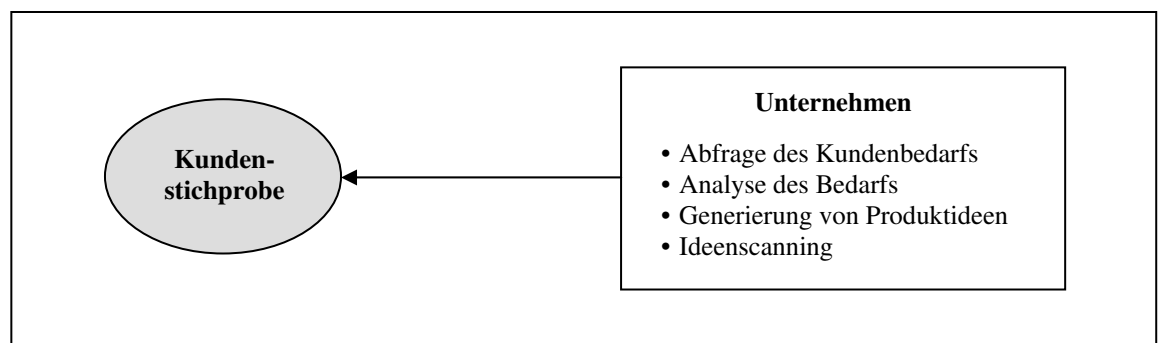 Kunden-
stichprobe
Unternehmen
• Abfrage des Kundenbedarfs
• Analyse des Bedarfs
• Generierung von Produktideen
• Ideenscanning